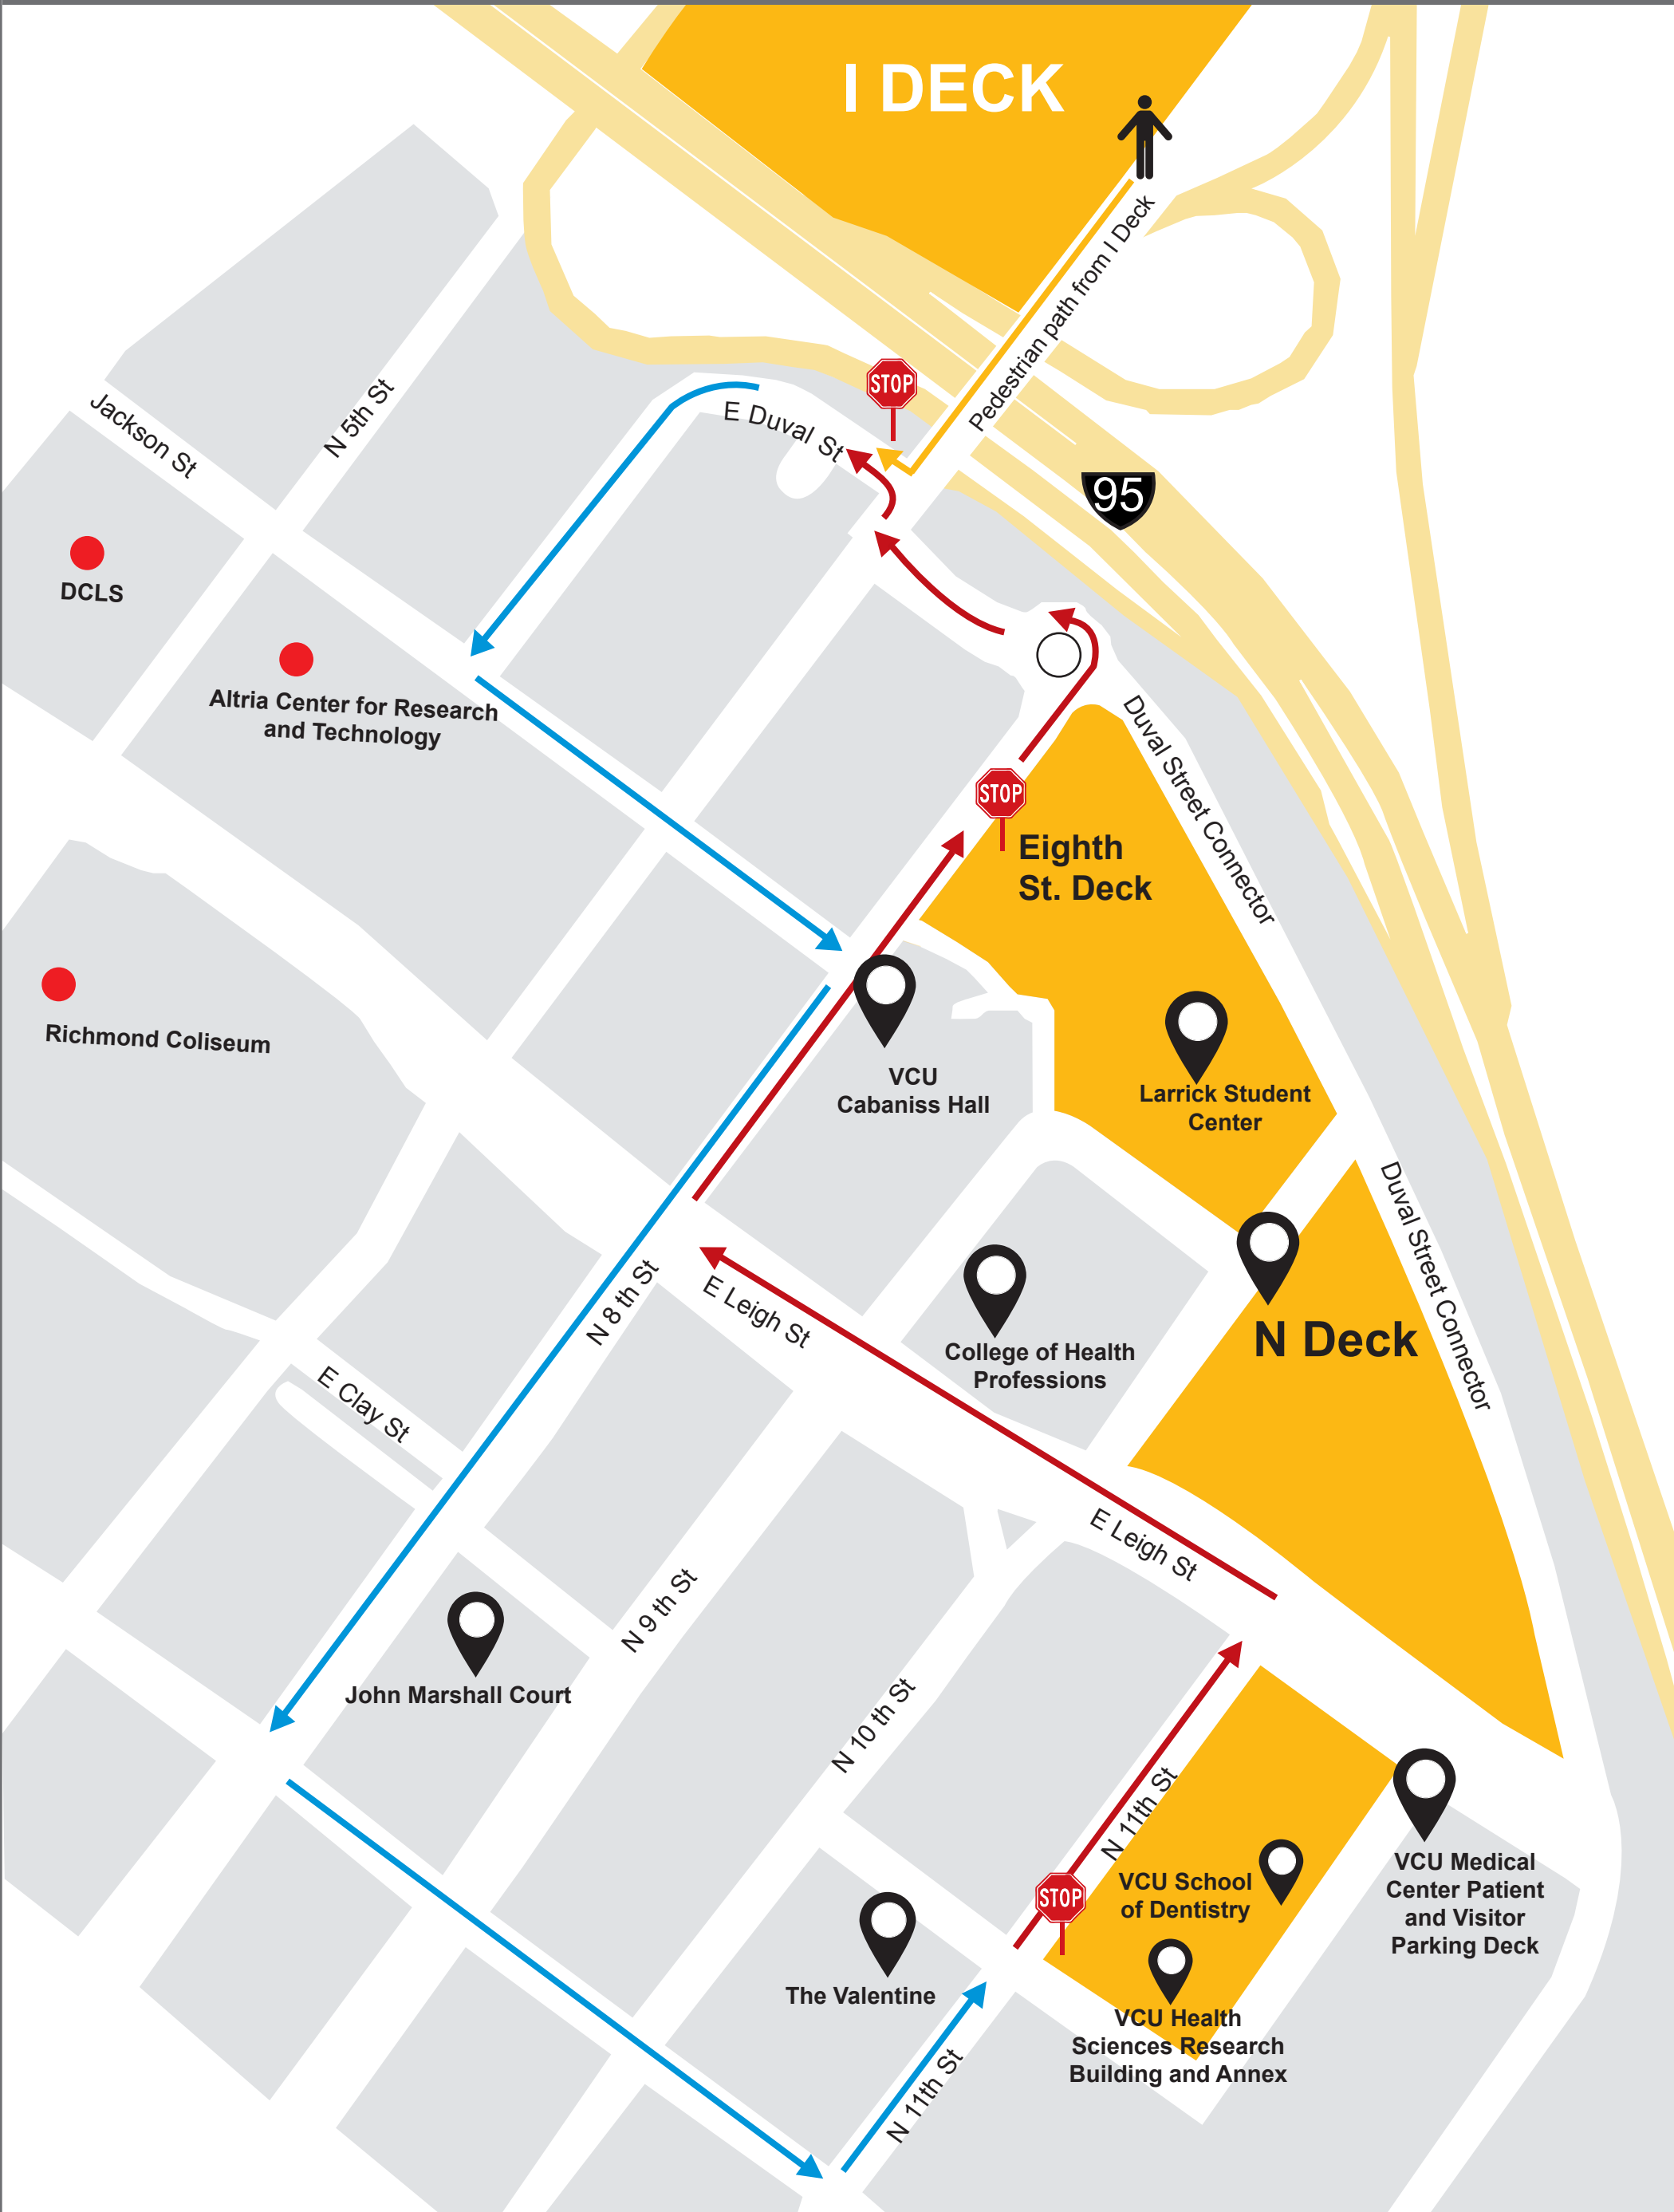 I DECK
Pedestrian path from I Deck
STOP
E Duval St
N 5th St
Jackson St
95
DCLS
Altria Center for Research
and Technology
Duval Street Connector
STOP
Eighth
St. Deck
Richmond Coliseum
VCU
Cabaniss Hall
Larrick Student
Center
Duval Street Connector
N 8 th St
E Leigh St
College of Health
Professions
N Deck
E Clay St
E Leigh St
N 9 th St
John Marshall Court
N 10 th St
N 11th St
STOP
VCU School
of Dentistry
VCU Medical
Center Patient
and Visitor
Parking Deck
The Valentine
VCU Health
Sciences Research
Building and Annex
N 11th St